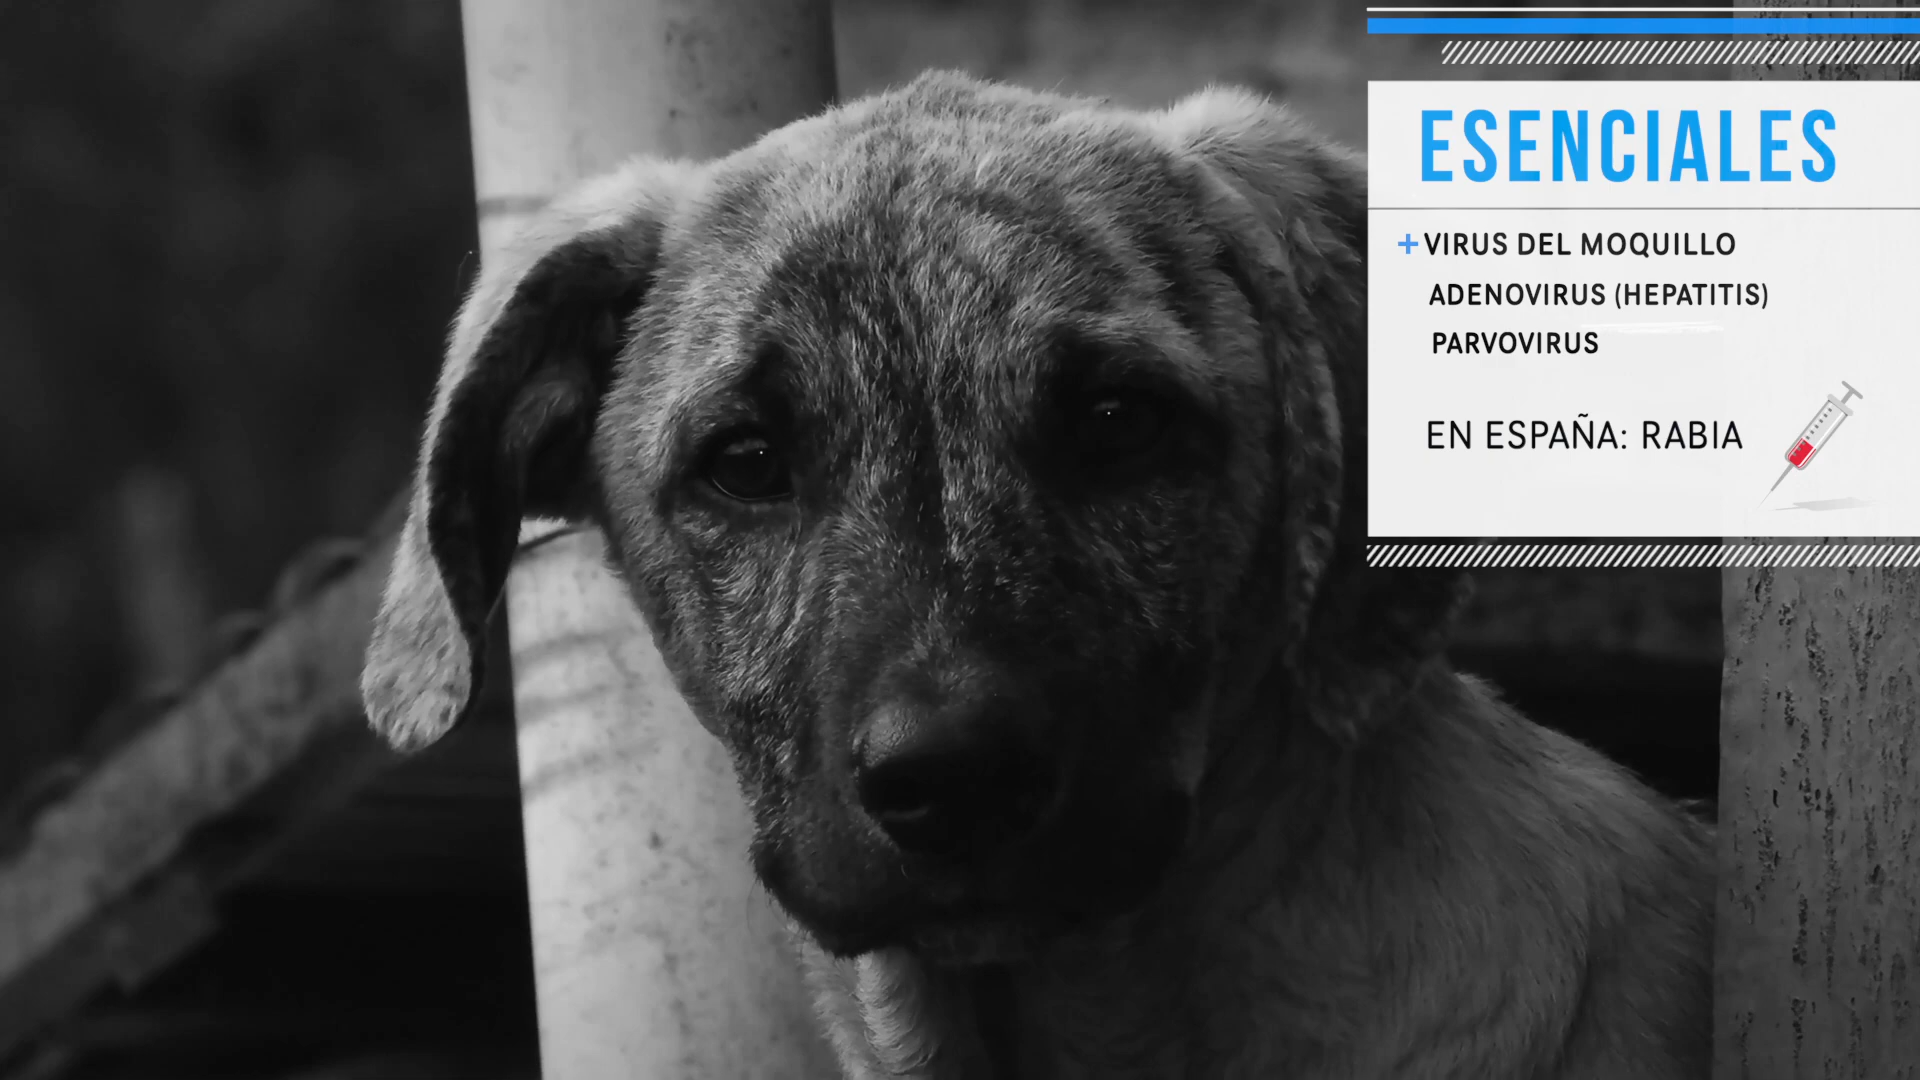 ESENCIALES
+ VIRUS DEL MOQUILLO
ADENOVIRUS (HEPATITIS)
PARVOVIRUS
EN ESPAÑA: RABIA